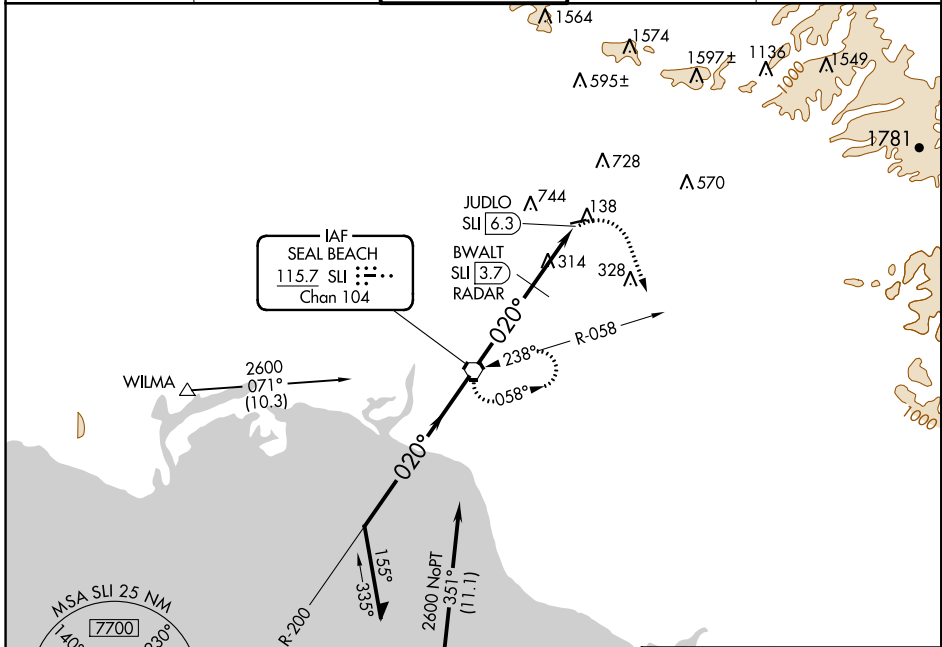 1564
1574
1597±
1136
1549
595±
1000
1781
728
570
JUDLO
SLI 6.3
744
138
IAF
SEAL BEACH
115.7 SLI
Chan 104
BWALT
SLI 3.7
RADAR
314
328
020°
R-058
238°
058°
WILMA
2600
071°
(10.3)
1000
020°
155°
335°
2600 NoPT
351°
(11.1)
R-200
MSA SLI 25 NM
7700
140°
230°